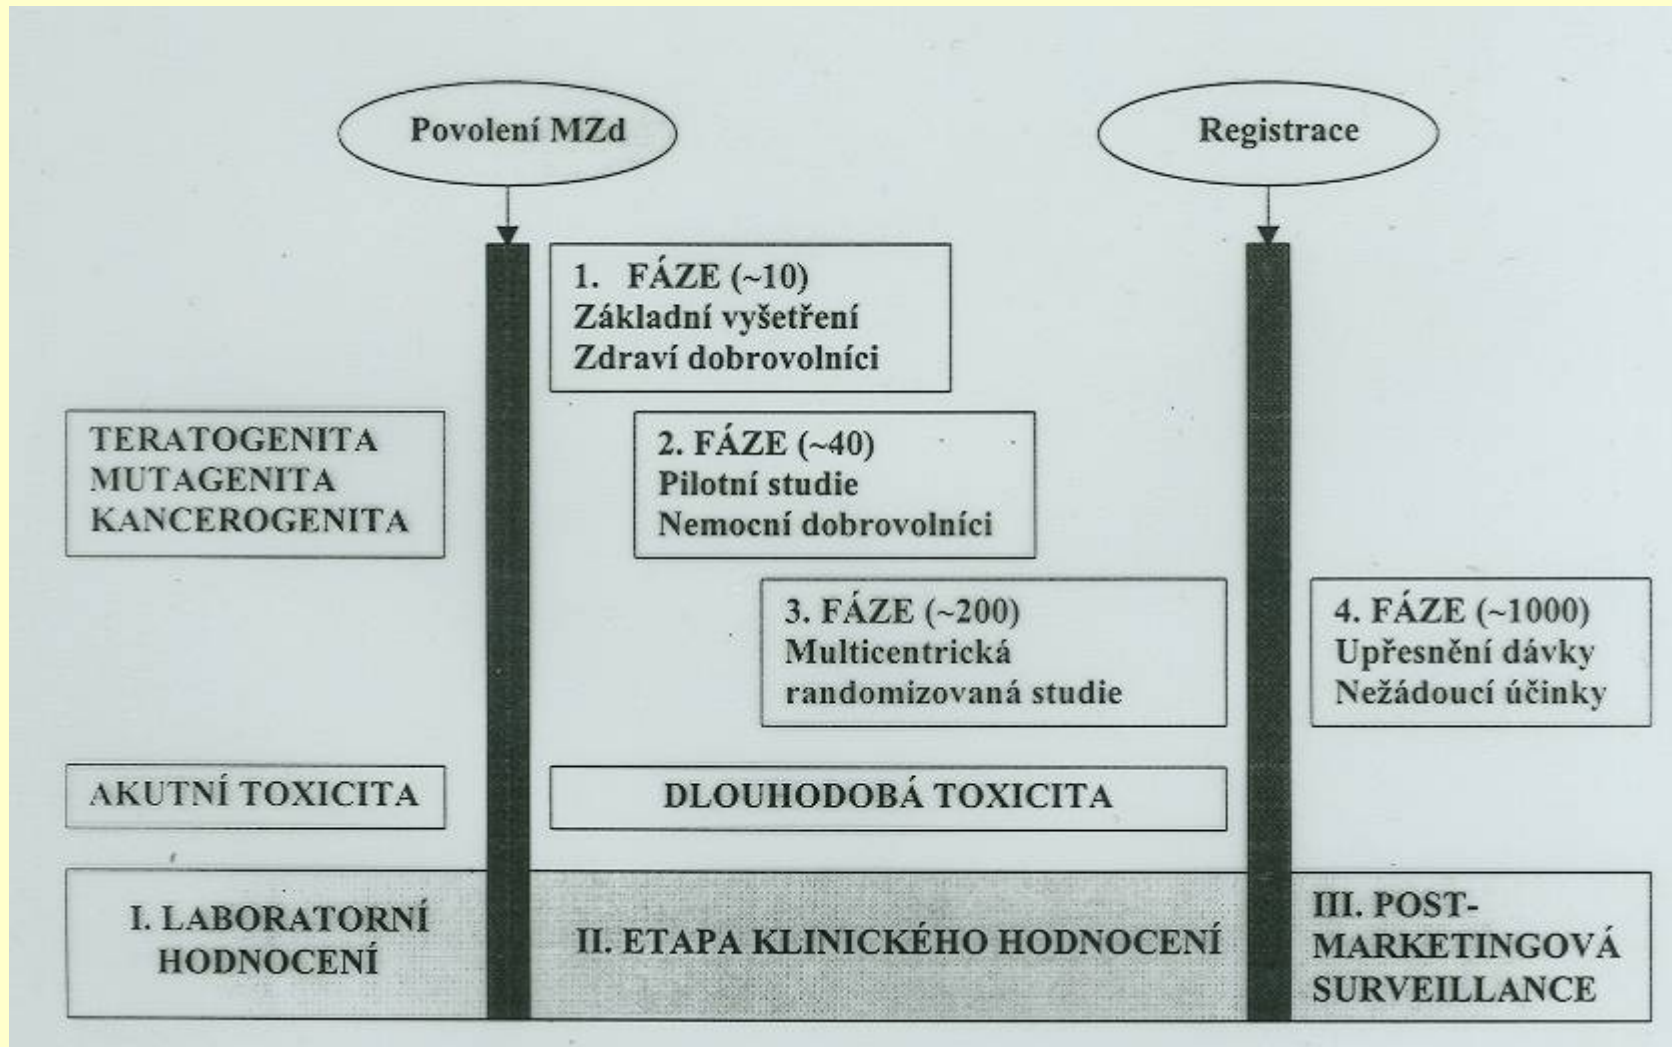 Povolení MZd
Registrace
1. FÁZE (~10)
Základní vyšetření
Zdraví dobrovolníci
TERATOGENITA
MUTAGENITA
KANCEROGENITA
2. FÁZE (~40)
Pilotní studie
Nemocní dobrovolníci
3. FÁZE (~200)
Multicentrická
randomizovaná studie
4. FÁZE (~1000)
Upřesnění dávky
Nežádoucí účinky
AKUTNÍ TOXICITA
DLOUHODOBÁ TOXICITA
I. LABORATORNÍ
HODNOCENÍ
II. ETAPA KLINICKÉHO HODNOCENÍ
III. POST-
MARKETINGOVÁ
SURVEILLANCE